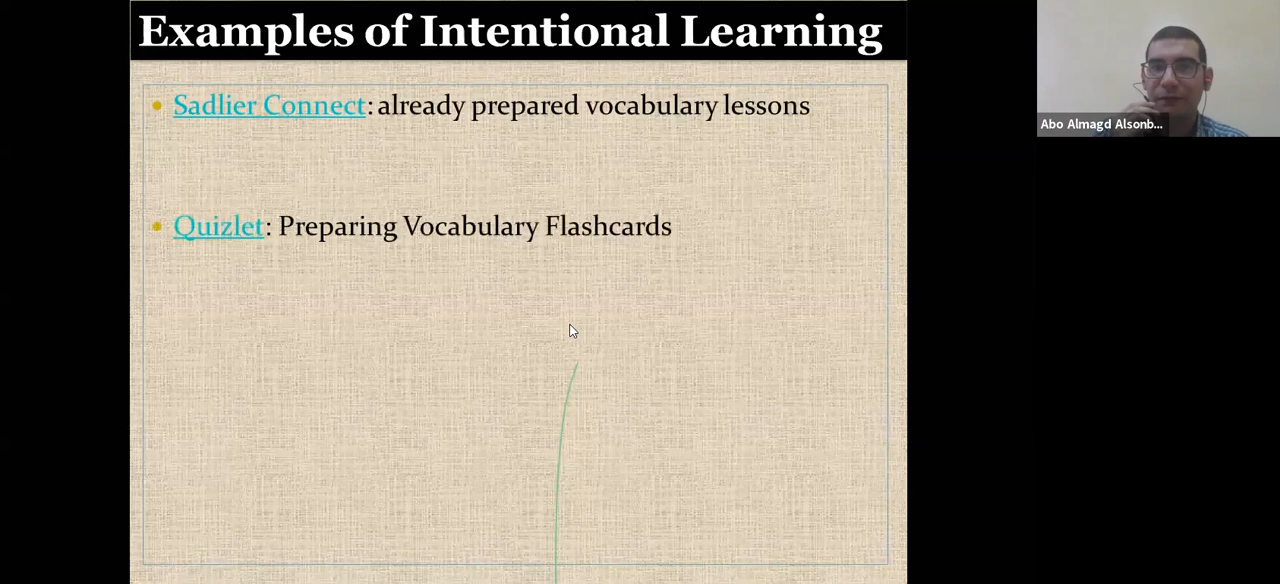 Examples of Intentional Learning
Sadlier Connect: already prepared vocabulary lessons
Quizlet: Preparing Vocabulary Flashcards
Abo Almagd Alsonb...